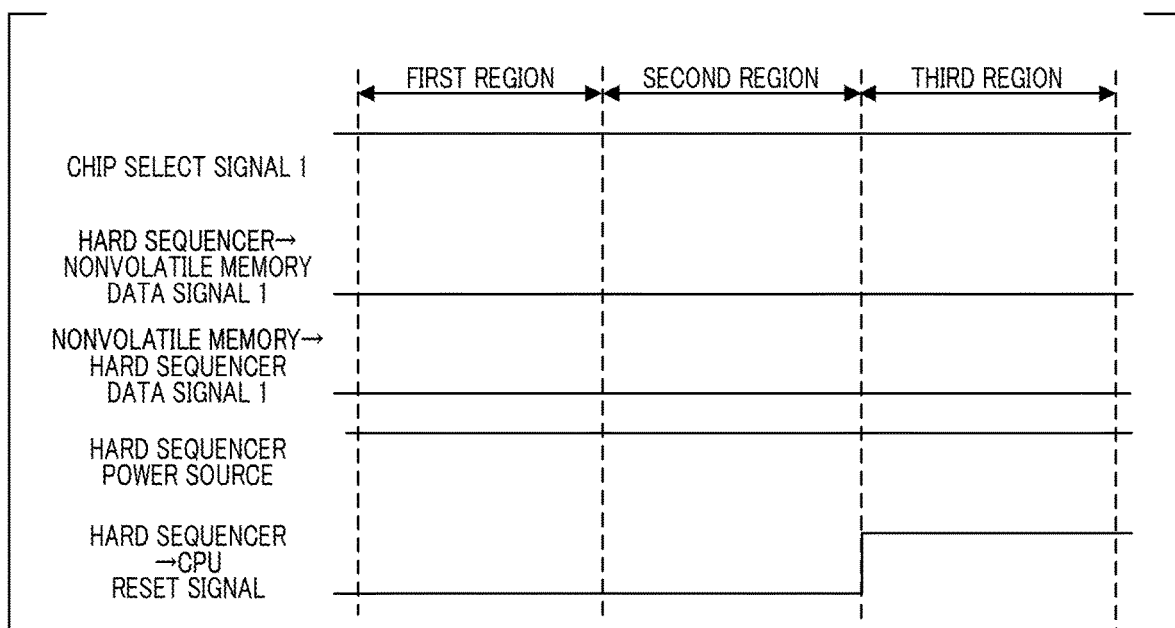 FIRST REGION SECOND REGION THIRD REGION
CHIP SELECT SIGNAL 1
HARD SEQUENCER→
NONVOLATILE MEMORY
DATA SIGNAL 1
NONVOLATILE MEMORY→
HARD SEQUENCER
DATA SIGNAL 1
HARD SEQUENCER
POWER SOURCE
HARD SEQUENCER
→CPU
RESET SIGNAL